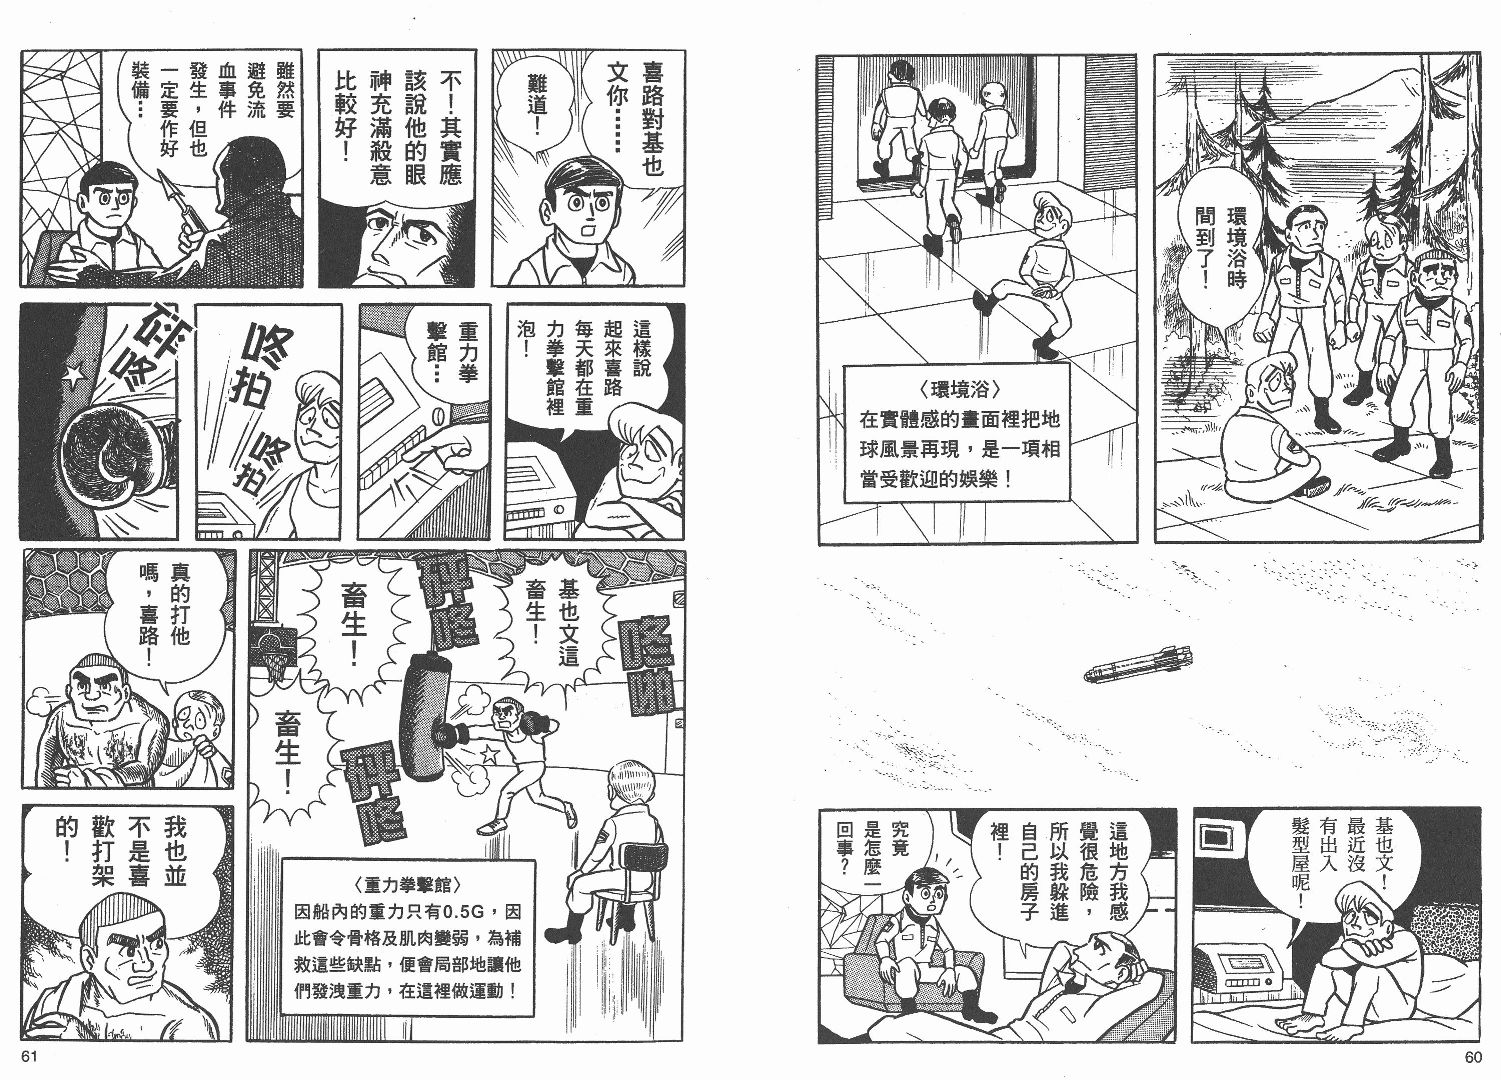 環境浴時
間到了！
〈環境浴〉
在實體感的畫面裡把地
球風景再現，是一項相
當受歡迎的娛樂！
基也文！
最近沒
有出入
髮型屋呢！
這地方我感
覺很危險，
所以我躲進
自己的房子
裡！
究竟
是怎麼一
回事？
60
喜路對基也
文你……
難道！
不！其實應
該說他的眼
神充滿殺意
比較好！
雖然要
避免流
血事件
發生，但也
一定要作好
裝備…
這樣說
起來喜路
每天都在重
力拳擊館裡
泡！
重力拳
擊館…
咚拍
咚拍
砰咚
基也文這
畜生！
畜生！
畜生！
砰咚
咚啪
砰咚
〈重力拳擊館〉
因船內的重力只有0.5G，因
此會令骨格及肌肉變弱，為補
救這些缺點，便會局部地讓他
們發洩重力，在這裡做運動！
真的打他
嗎，喜路！
我也並
不是喜
歡打架
的！
61